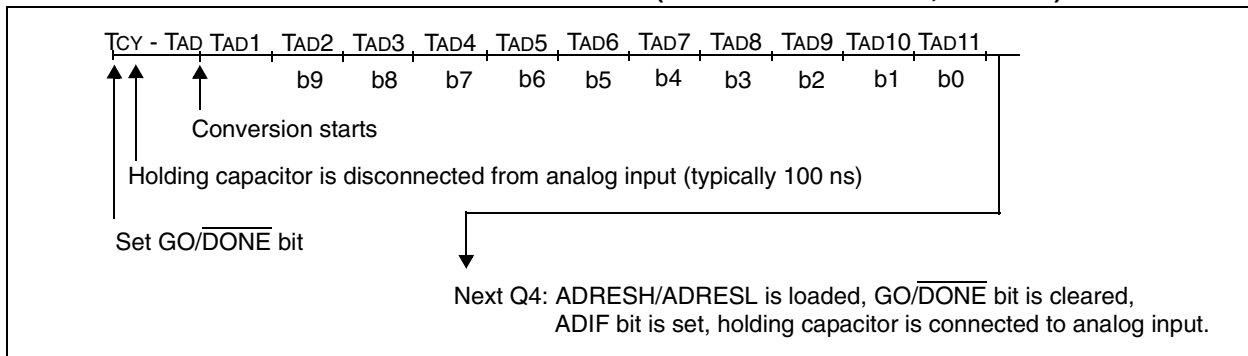 TCY - TAD TAD1 TAD2 TAD3 TAD4 TAD5 TAD6 TAD7 TAD8 TAD9 TAD10 TAD11
b9 b8 b7 b6 b5 b4 b3 b2 b1 b0
Conversion starts
Holding capacitor is disconnected from analog input (typically 100 ns)
Set GO/DONE bit
Next Q4: ADRESH/ADRESL is loaded, GO/DONE bit is cleared,
ADIF bit is set, holding capacitor is connected to analog input.